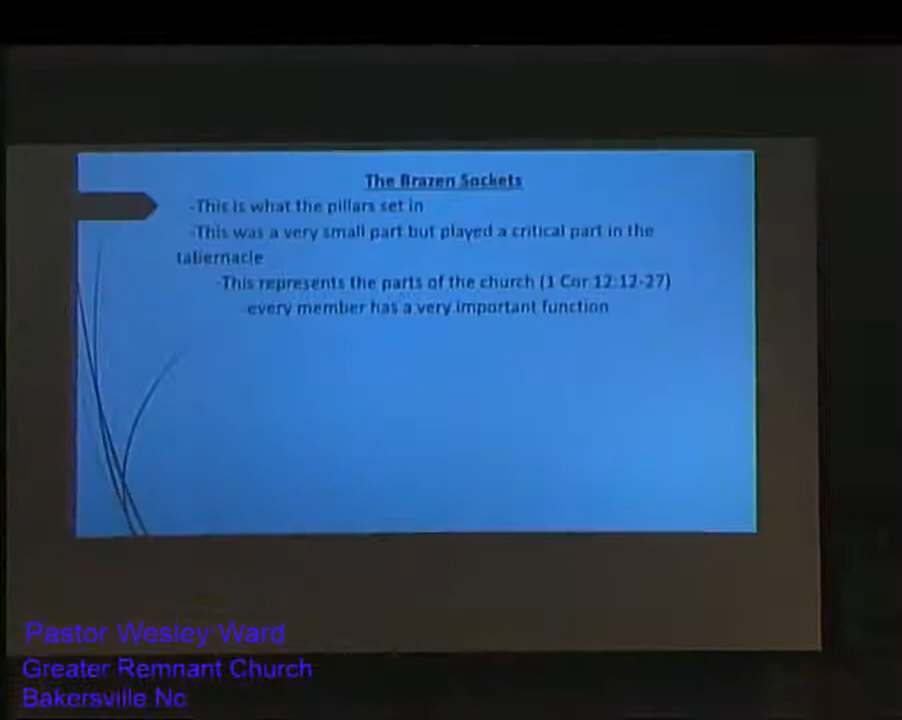 The Brazen Sockets
-This is what the pillars set in
-This was a very small part but played a critical part in the
tabernacle
-This represents the parts of the church (1 Cor 12:12-27)
-every member has a very important function
Pastor Wesley Ward
Greater Remnant Church
Bakersville Nc